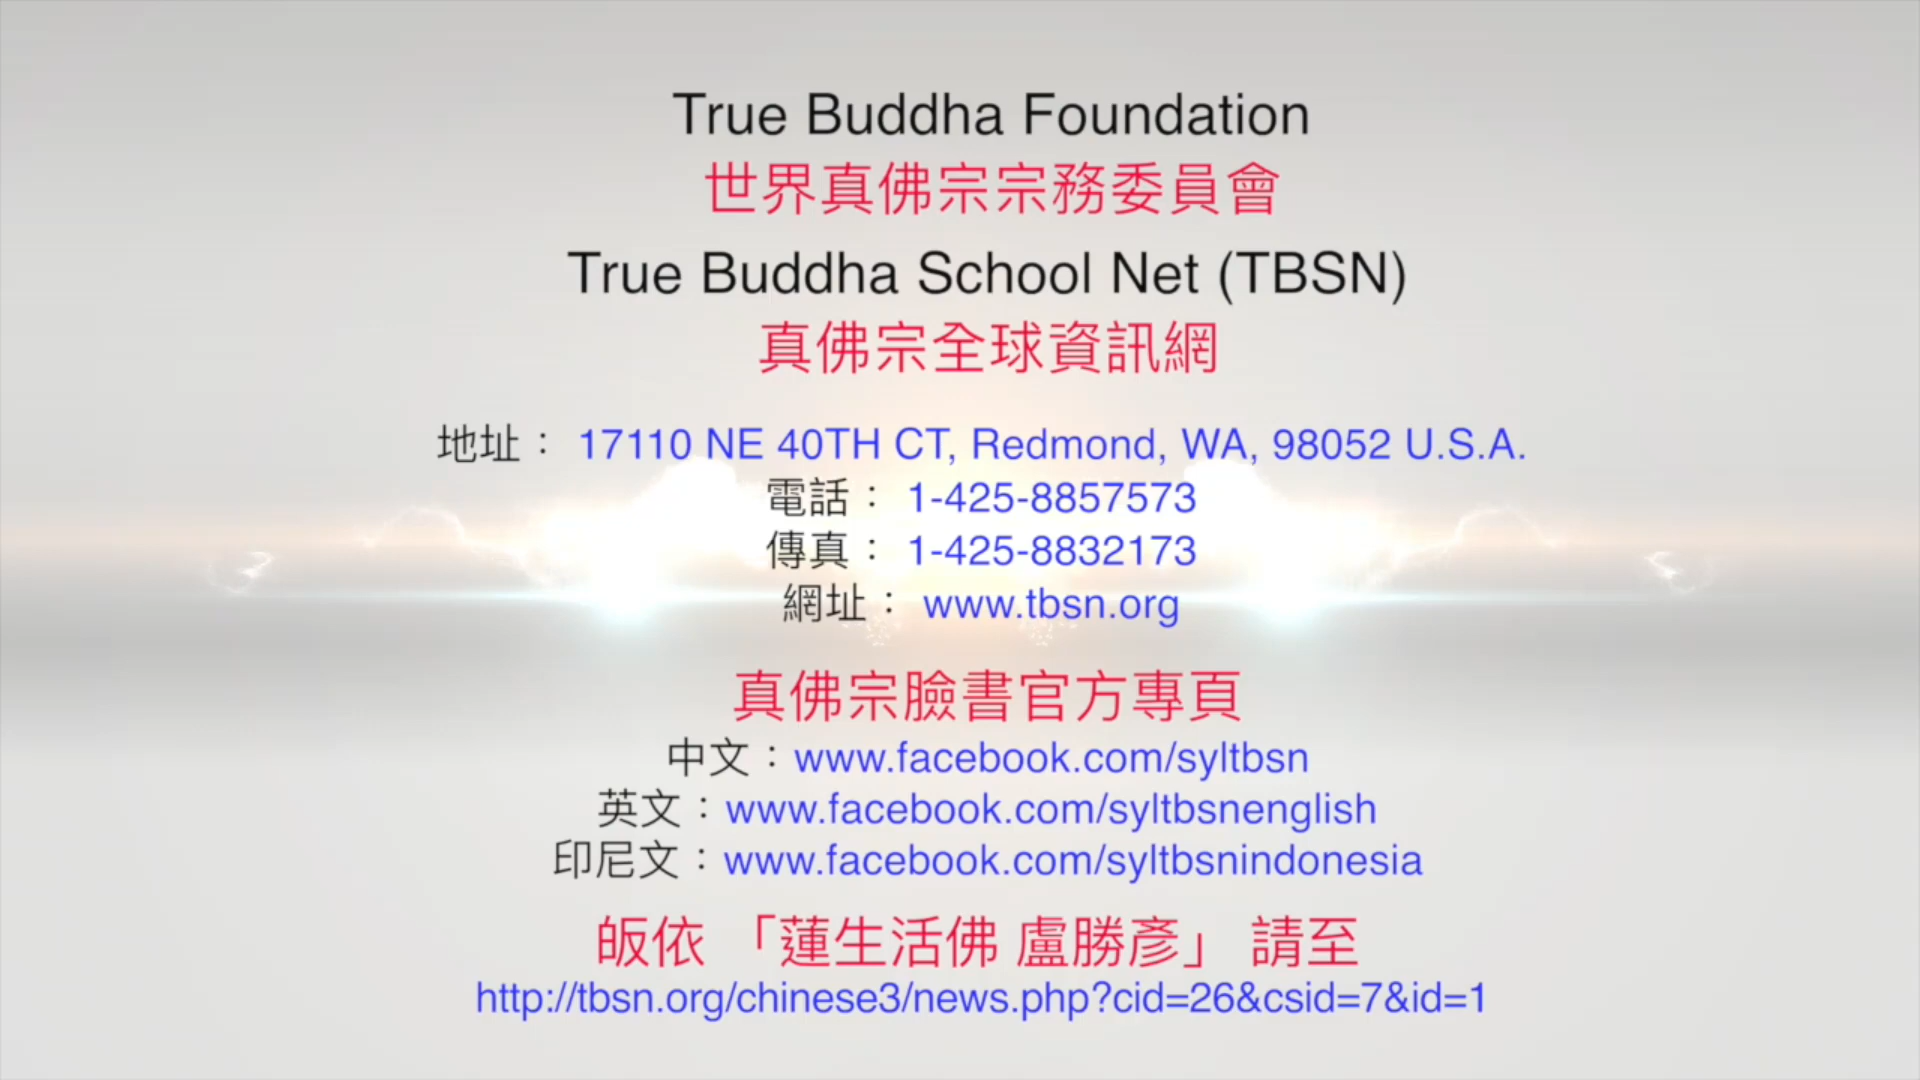 True Buddha Foundation
世界真佛宗宗務委員會
True Buddha School Net (TBSN)
真佛宗全球資訊網
地址： 17110 NE 40TH CT, Redmond, WA, 98052 U.S.A.
電話： 1-425-8857573
傳真： 1-425-8832173
網址： www.tbsn.org
真佛宗臉書官方專頁
中文：www.facebook.com/syltbsn
英文：www.facebook.com/syltbsnenglish
印尼文：www.facebook.com/syltbsnindonesia
皈依 「蓮生活佛 盧勝彥」 請至
http://tbsn.org/chinese3/news.php?cid=26&csid=7&id=1